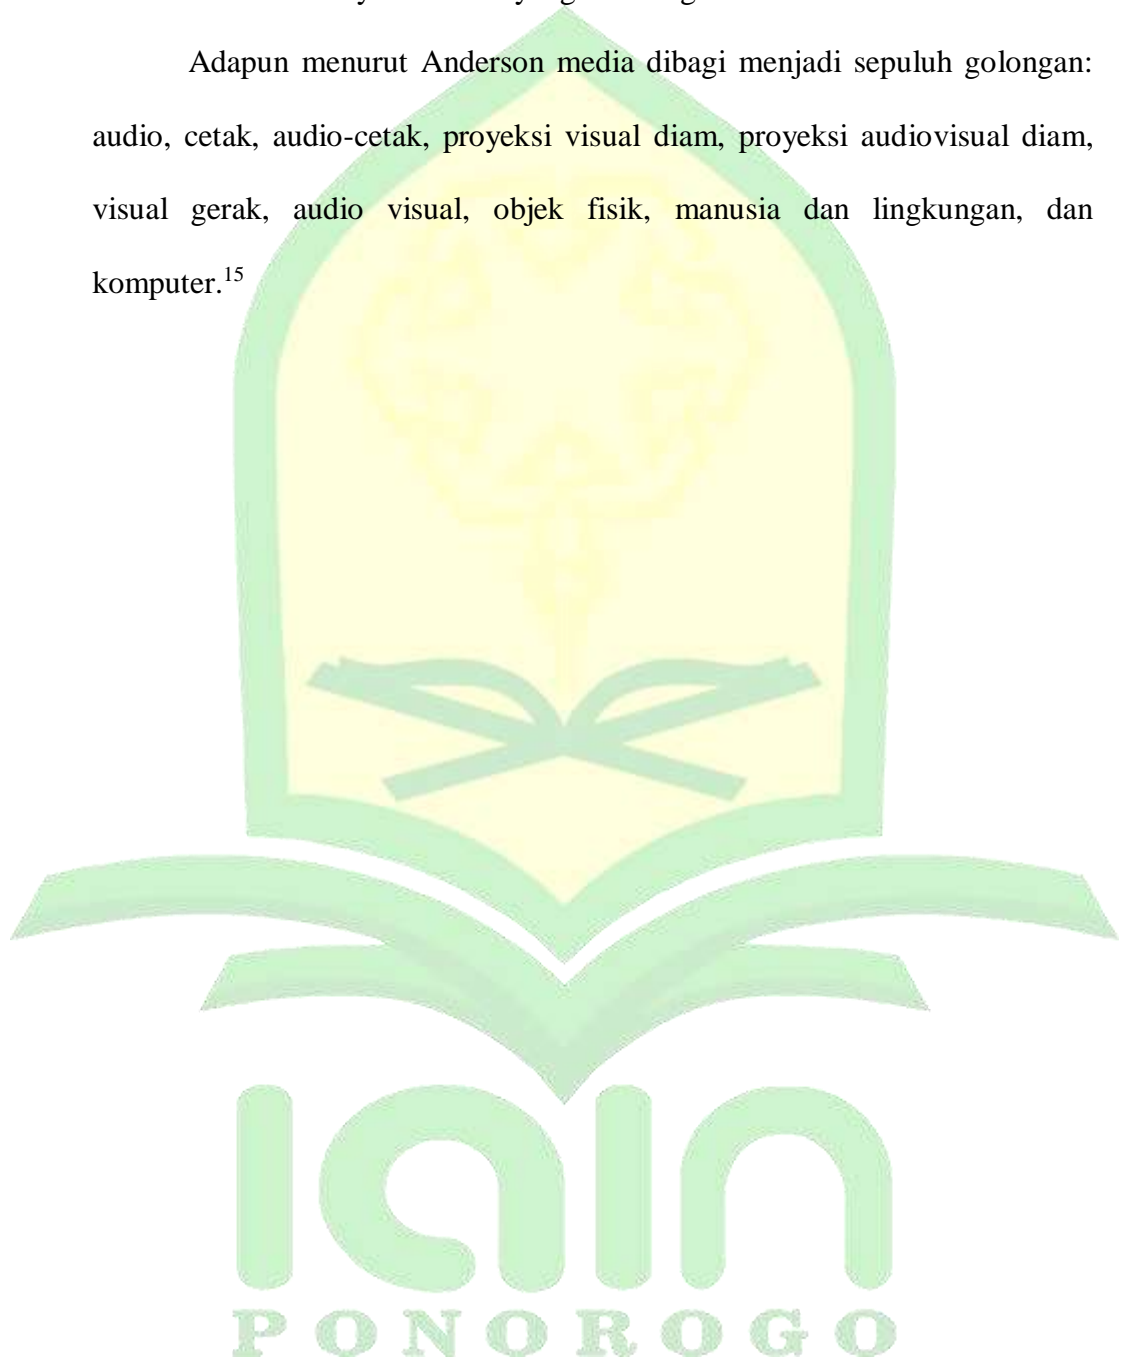 Adapun menurut Anderson media dibagi menjadi sepuluh golongan:
audio, cetak, audio-cetak, proyeksi visual diam, proyeksi audiovisual diam,
visual gerak, audio visual, objek fisik, manusia dan lingkungan, dan
komputer.15
IAIN
PONOROGO